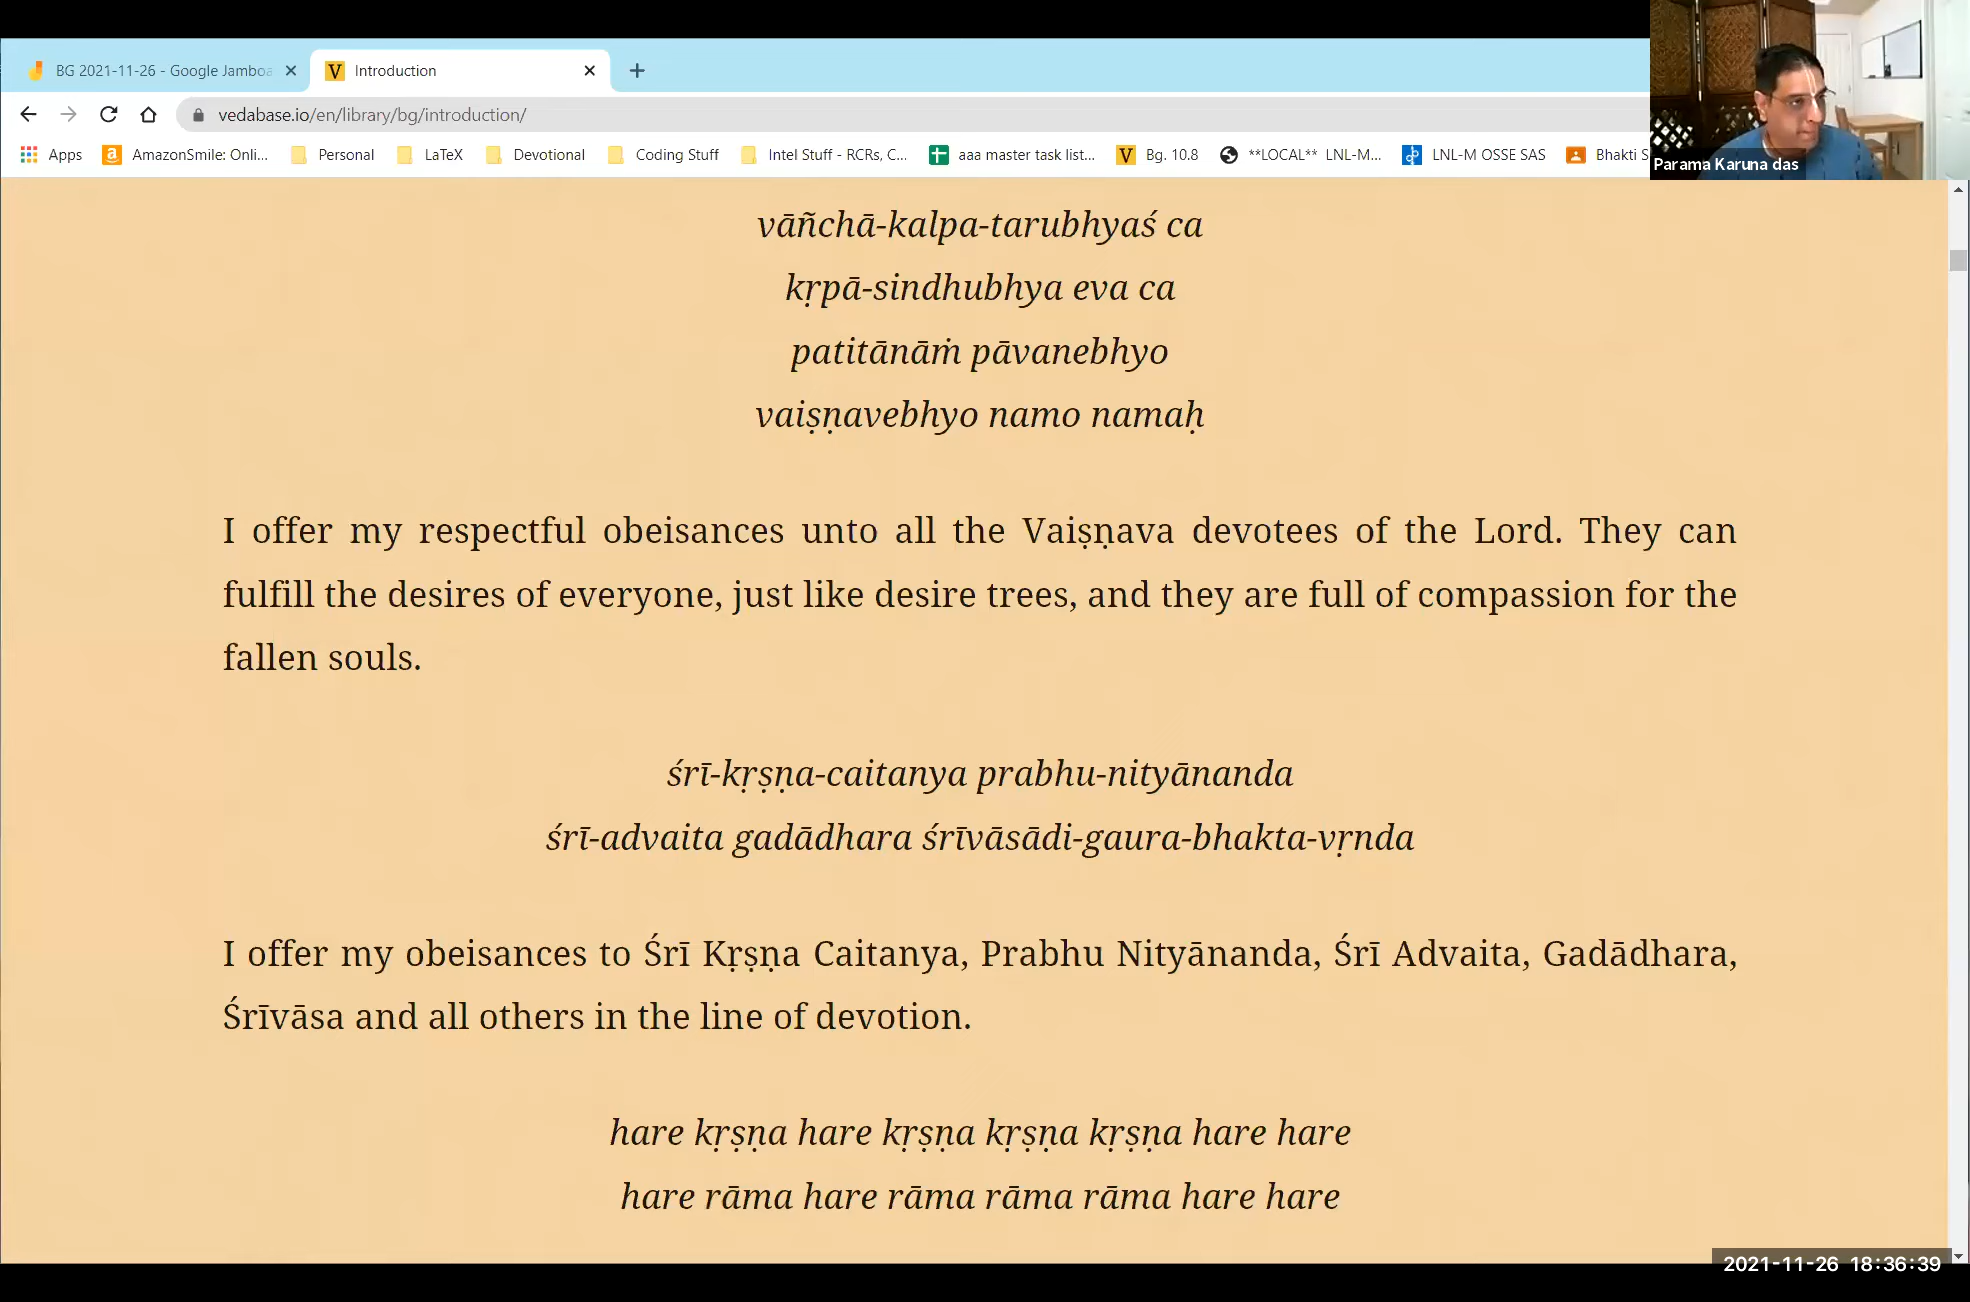 BG 2021-11-26 - Google Jamboa
Introduction
vedabase.io/en/library/bg/introduction/
Apps AmazonSmile: Onli... Personal LaTeX Devotional Coding Stuff Intel Stuff - RCRs, C... aaa master task list... Bg. 10.8 **LOCAL** LNL-M... LNL-M OSSE SAS Bhakti S
Parama Karuna das
vāñchā-kalpa-tarubhyaś ca
kṛpā-sindhubhya eva ca
patitānāṁ pāvanebhyo
vaiṣṇavebhyo namo namaḥ
I offer my respectful obeisances unto all the Vaiṣṇava devotees of the Lord. They can
fulfill the desires of everyone, just like desire trees, and they are full of compassion for the
fallen souls.
śrī-kṛṣṇa-caitanya prabhu-nityānanda
śrī-advaita gadādhara śrīvāsādi-gaura-bhakta-vṛnda
I offer my obeisances to Śrī Kṛṣṇa Caitanya, Prabhu Nityānanda, Śrī Advaita, Gadādhara,
Śrīvāsa and all others in the line of devotion.
hare kṛṣṇa hare kṛṣṇa kṛṣṇa kṛṣṇa hare hare
hare rāma hare rāma rāma rāma hare hare
2021-11-26 18:36:39